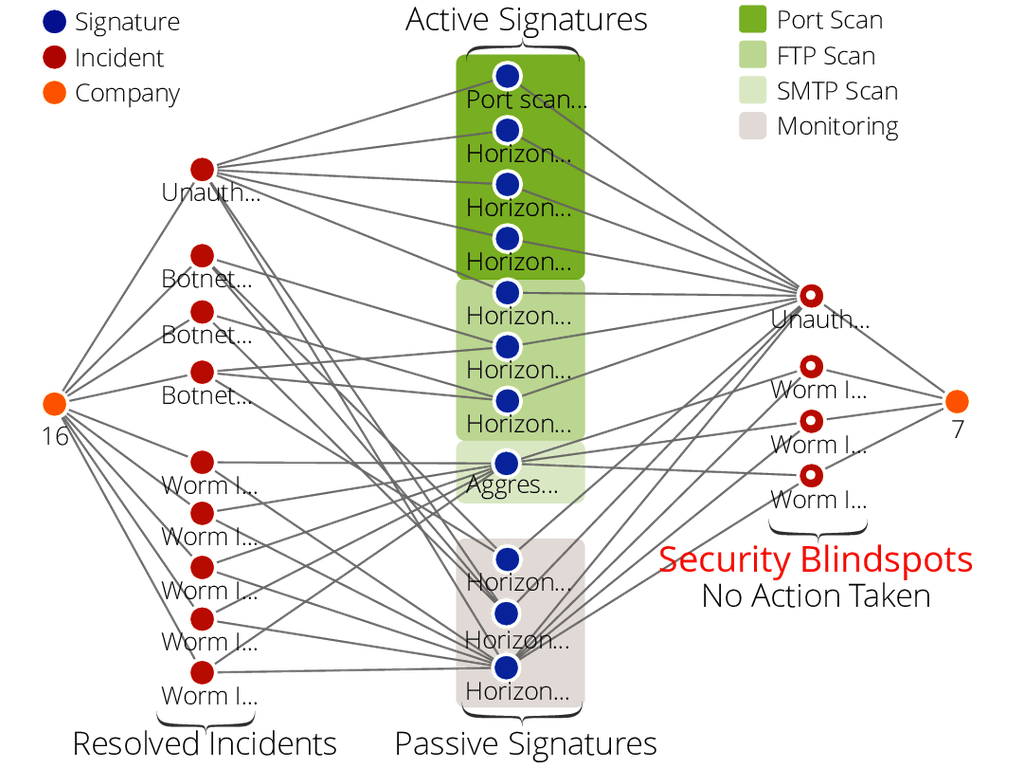 Signature
Incident
Company
Active Signatures
Port Scan
FTP Scan
SMTP Scan
Monitoring
Unauth...
Botnet...
Botnet...
Botnet...
16
Worm I...
Worm I...
Worm I...
Worm I...
Worm I...
Resolved Incidents
Port scan...
Horizon...
Horizon...
Horizon...
Horizon...
Horizon...
Horizon...
Aggres...
Horizon...
Horizon...
Horizon...
Passive Signatures
Unauth...
Worm I...
Worm I...
Worm I...
7
Security Blindspots
No Action Taken